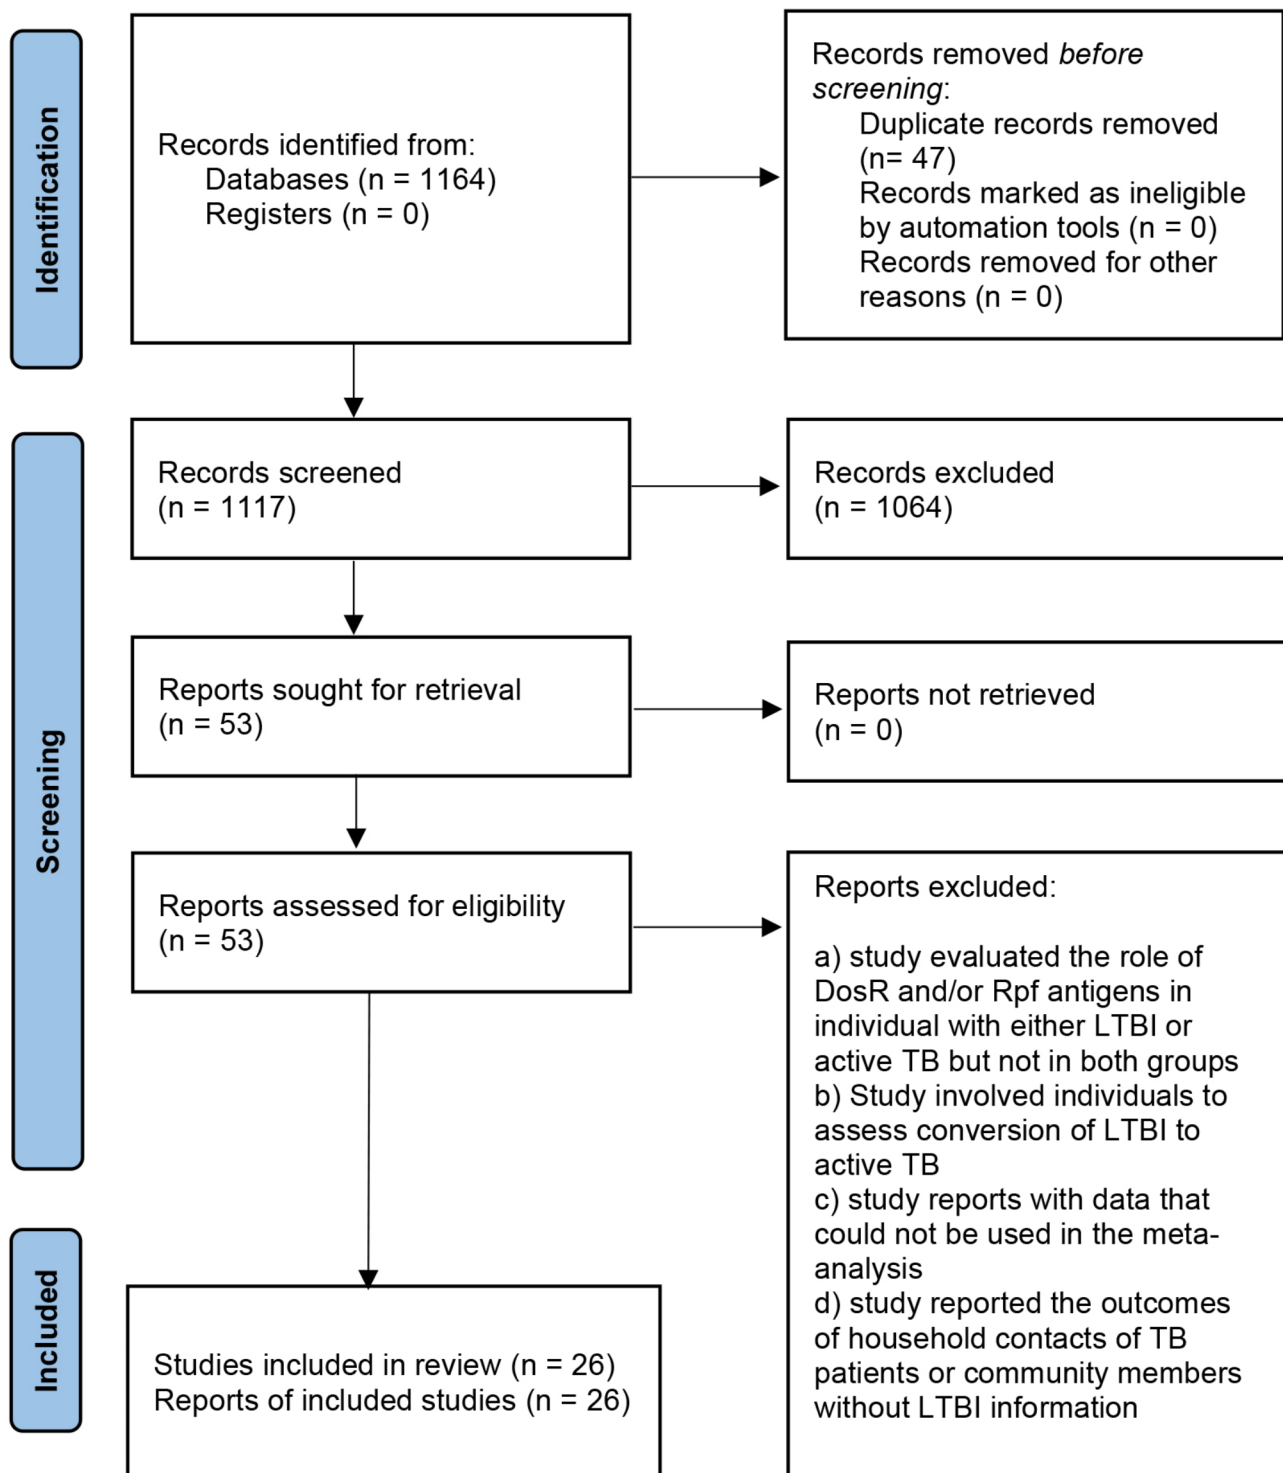 Identification
Records identified from:
Databases (n = 1164)
Registers (n = 0)
Records removed before
screening:
Duplicate records removed
(n= 47)
Records marked as ineligible
by automation tools (n = 0)
Records removed for other
reasons (n = 0)
Screening
Records screened
(n = 1117)
Records excluded
(n = 1064)
Reports sought for retrieval
(n = 53)
Reports not retrieved
(n = 0)
Reports assessed for eligibility
(n = 53)
Reports excluded:
a) study evaluated the role of
DosR and/or Rpf antigens in
individual with either LTBI or
active TB but not in both groups
b) Study involved individuals to
assess conversion of LTBI to
active TB
c) study reports with data that
could not be used in the meta-
analysis
d) study reported the outcomes
of household contacts of TB
patients or community members
without LTBI information
Included
Studies included in review (n = 26)
Reports of included studies (n = 26)